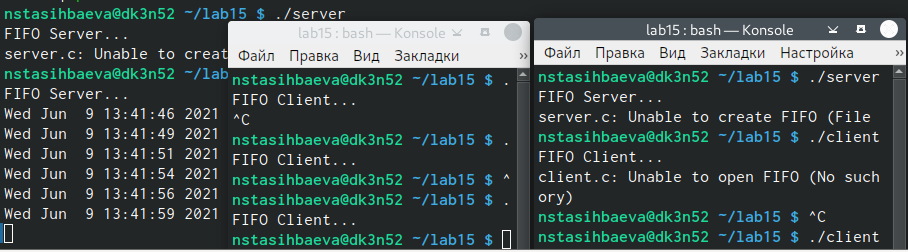 nstasihbaeva@dk3n52 ~/lab15 $ ./server
FIFO Server...
server.c: Unable to creat
nstasihbaeva@dk3n52 ~/lab
FIFO Server...
Wed Jun  9 13:41:46 2021
Wed Jun  9 13:41:49 2021
Wed Jun  9 13:41:51 2021
Wed Jun  9 13:41:54 2021
Wed Jun  9 13:41:56 2021
Wed Jun  9 13:41:59 2021
lab15 : bash — Konsole
Файл Правка Вид Закладки »
nstasihbaeva@dk3n52 ~/lab15 $ .
FIFO Client...
^C
nstasihbaeva@dk3n52 ~/lab15 $ .
FIFO Client...
nstasihbaeva@dk3n52 ~/lab15 $ ^
nstasihbaeva@dk3n52 ~/lab15 $ .
FIFO Client...
nstasihbaeva@dk3n52 ~/lab15 $
lab15 : bash — Konsole
Файл Правка Вид Закладки Настройка »
nstasihbaeva@dk3n52 ~/lab15 $ ./server
FIFO Server...
server.c: Unable to create FIFO (File
nstasihbaeva@dk3n52 ~/lab15 $ ./client
FIFO Client...
client.c: Unable to open FIFO (No such
ory)
nstasihbaeva@dk3n52 ~/lab15 $ ^C
nstasihbaeva@dk3n52 ~/lab15 $ ./client